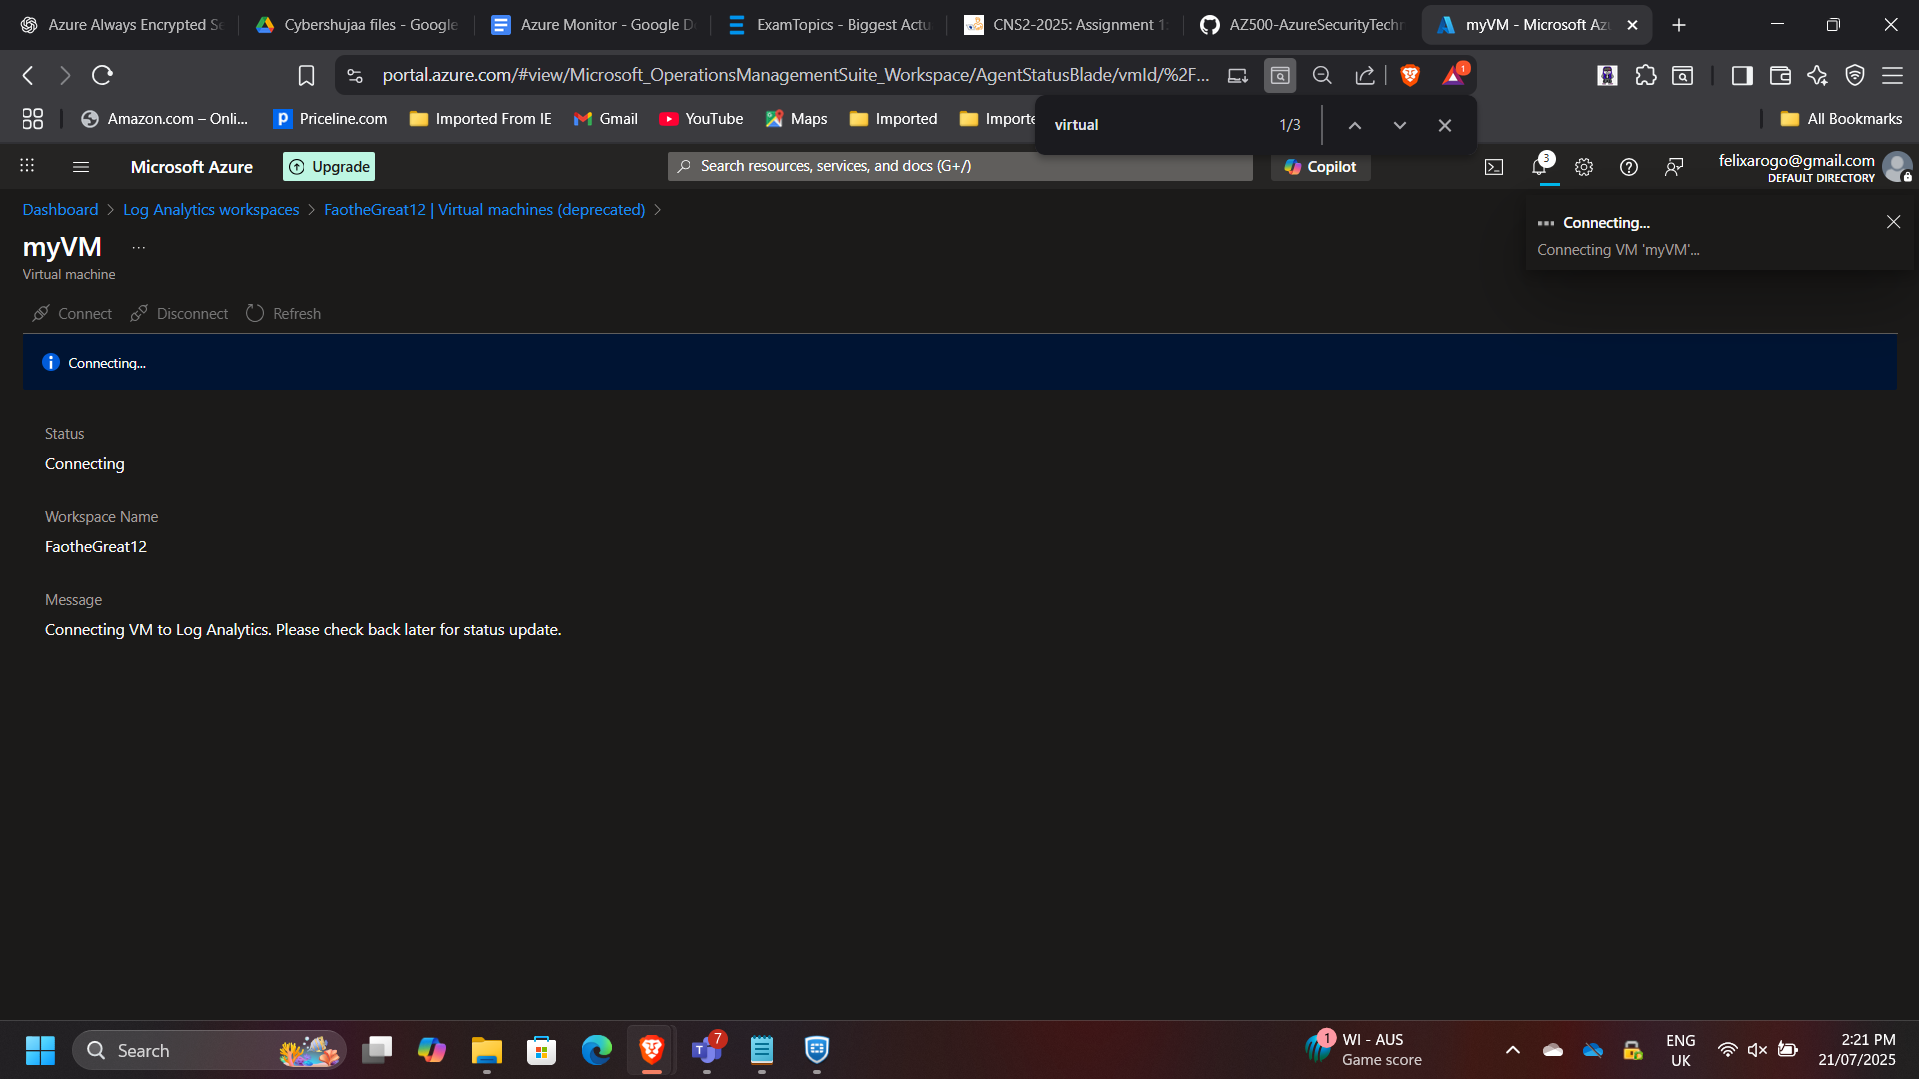 Azure Always Encrypted Se
Cybershujaa files - Google
Azure Monitor - Google D
ExamTopics - Biggest Actu
CNS2-2025: Assignment 1
AZ500-AzureSecurityTechn
myVM - Microsoft Az
portal.azure.com/#view/Microsoft_OperationsManagementSuite_Workspace/AgentStatusBlade/vmId/%2F...
1
Amazon.com – Onli...
Priceline.com
Imported From IE
Gmail
YouTube
Maps
Imported
Importe
All Bookmarks
virtual
1/3
Microsoft Azure
Upgrade
Search resources, services, and docs (G+/)
Copilot
3
felixarogo@gmail.com
DEFAULT DIRECTORY
Dashboard > Log Analytics workspaces > FaotheGreat12 | Virtual machines (deprecated) >
myVM ...
Virtual machine
Connecting...
Connecting VM 'myVM'...
Connect
Disconnect
Refresh
Connecting...
Status
Connecting
Workspace Name
FaotheGreat12
Message
Connecting VM to Log Analytics. Please check back later for status update.
Search
7
1
WI - AUS
Game score
ENG
UK
2:21 PM
21/07/2025